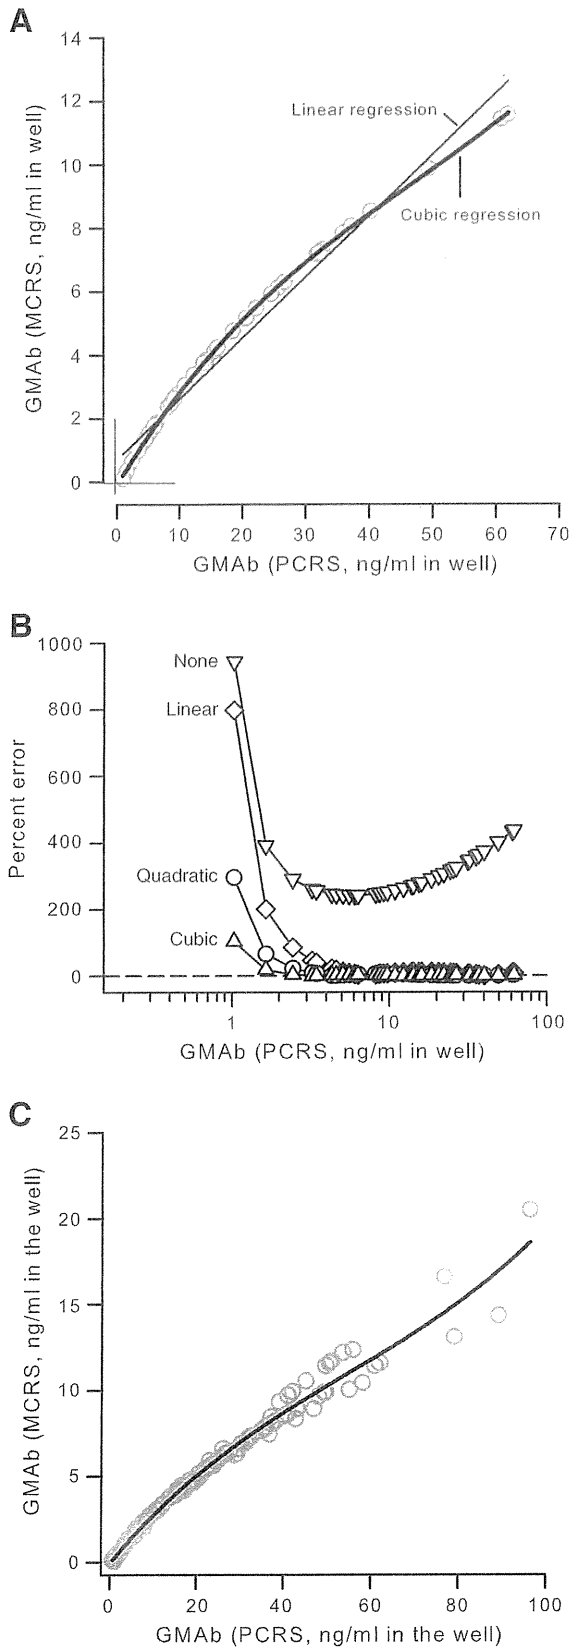 A
14
12
10
8
6
4
2
0
GMAb (MCRS, ng/ml in well)
Linear regression
Cubic regression
0 10 20 30 40 50 60 70
GMAb (PCRS, ng/ml in well)
B
1000
800
600
400
200
0
Percent error
None
Linear
Quadratic
Cubic
1 10 100
GMAb (PCRS, ng/ml in well)
C
25
20
15
10
5
0
GMAb (MCRS, ng/ml in the well)
0 20 40 60 80 100
GMAb (PCRS, ng/ml in the well)